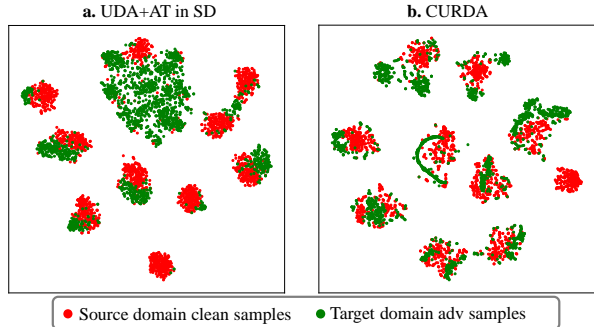 a. UDA+AT in SD
b. CURDA
Source domain clean samples
Target domain adv samples